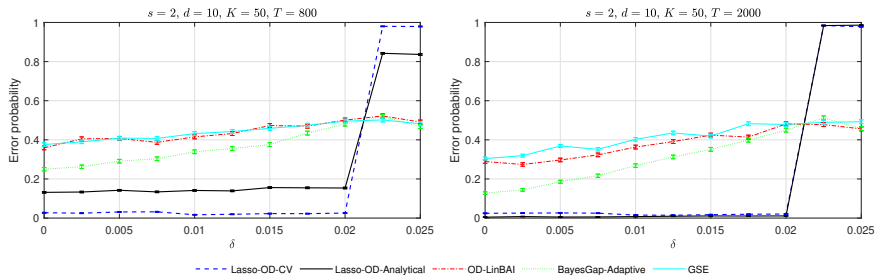 s = 2, d = 10, K = 50, T = 800
Error probability
1
0.8
0.6
0.4
0.2
0
0
0.005
0.01
0.015
0.02
0.025
δ
s = 2, d = 10, K = 50, T = 2000
Error probability
1
0.8
0.6
0.4
0.2
0
0
0.005
0.01
0.015
0.02
0.025
δ
Lasso-OD-CV
Lasso-OD-Analytical
OD-LinBAI
BayesGap-Adaptive
GSE